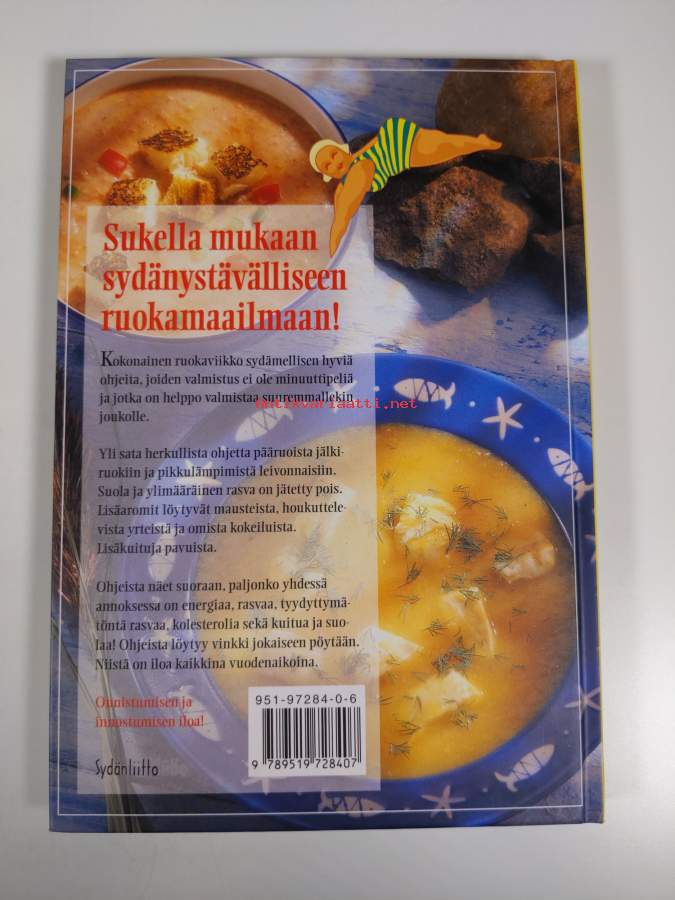 Sukella mukaan
sydänystävälliseen
ruokamaailmaan!
Kokonainen ruokaviikko sydämellisen hyviä
ohjeita, joiden valmistus ei ole minuuttipeliä
ja jotka on helppo valmistaa suuremmallekin
joukolle.
antikvariaatti.net
Yli sata herkullista ohjetta pääruoista jälki-
ruokiin ja pikkulämpimistä leivonnaisiin.
Suola ja ylimääräinen rasva on jätetty pois.
Lisäaromit löytyvät mausteista, houkuttele-
vista yrteistä ja omista kokeiluista.
Lisäkuituja pavuista.
Ohjeista näet suoraan, paljonko yhdessä
annoksessa on energiaa, rasvaa, tyydyttymä-
töntä rasvaa, kolesterolia sekä kuitua ja suo-
laa! Ohjeista löytyy vinkki jokaiseen pöytään.
Niistä on iloa kaikkina vuodenaikoina.
Onnistumisen ja
innostumisen iloa!
951-97284-0-6
9 789519 728407
Sydänliitto